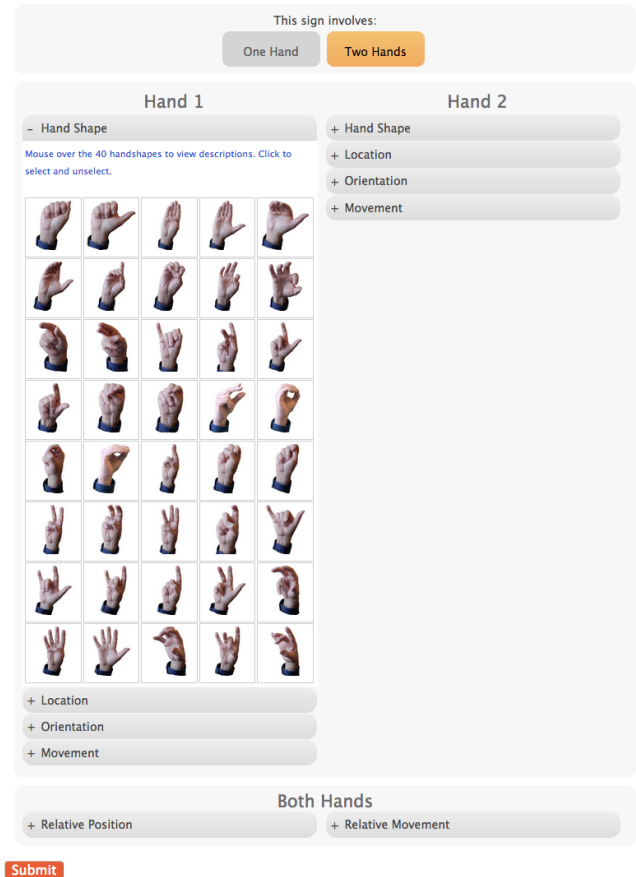 This sign involves:
One Hand
Two Hands
Hand 1
– Hand Shape
Mouse over the 40 handshapes to view descriptions. Click to
select and unselect.
+ Location
+ Orientation
+ Movement
Hand 2
+ Hand Shape
+ Location
+ Orientation
+ Movement
Both Hands
+ Relative Position
+ Relative Movement
Submit